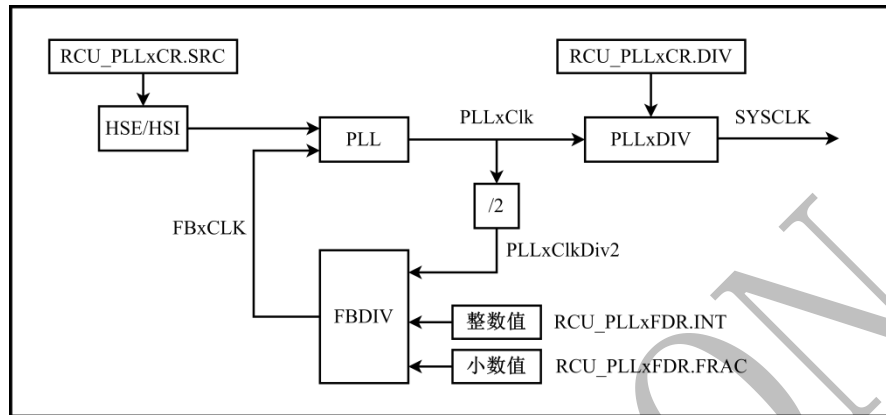 RCU_PLLxCR.SRC
RCU_PLLxCR.DIV
HSE/HSI
PLL
PLLxClk
PLLxDIV
SYSCLK
/2
FBxCLK
PLLxClkDiv2
FBDIV
整数值 RCU_PLLxFDR.INT
小数值 RCU_PLLxFDR.FRAC
ON